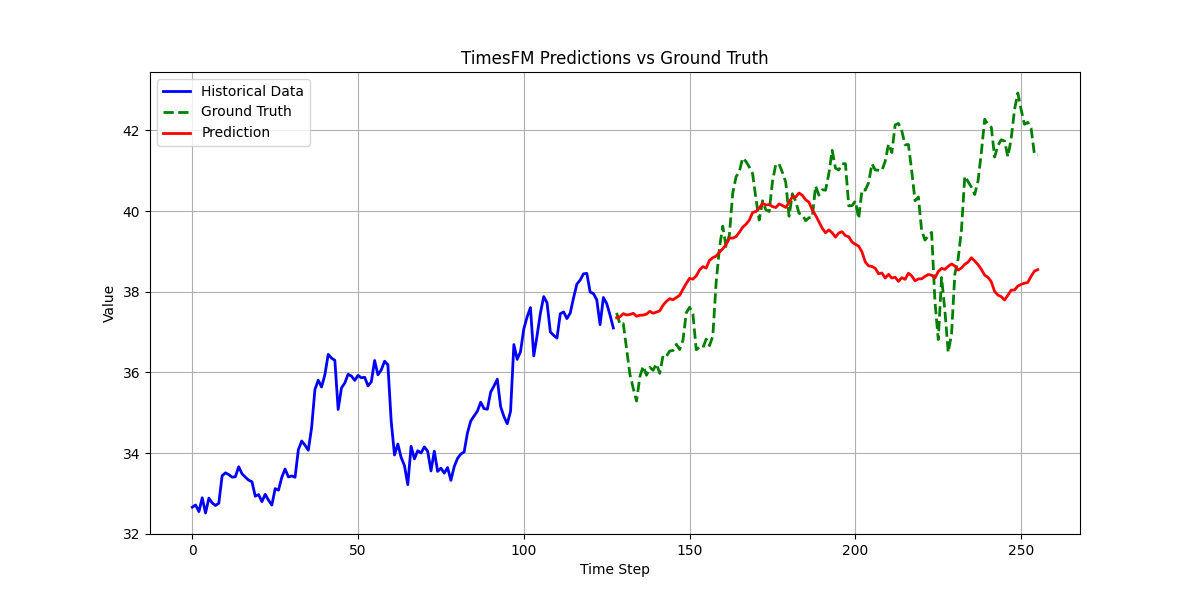 TimesFM Predictions vs Ground Truth
Historical Data
Ground Truth
Prediction
Value
42
40
38
36
34
32
0 50 100 150 200 250
Time Step